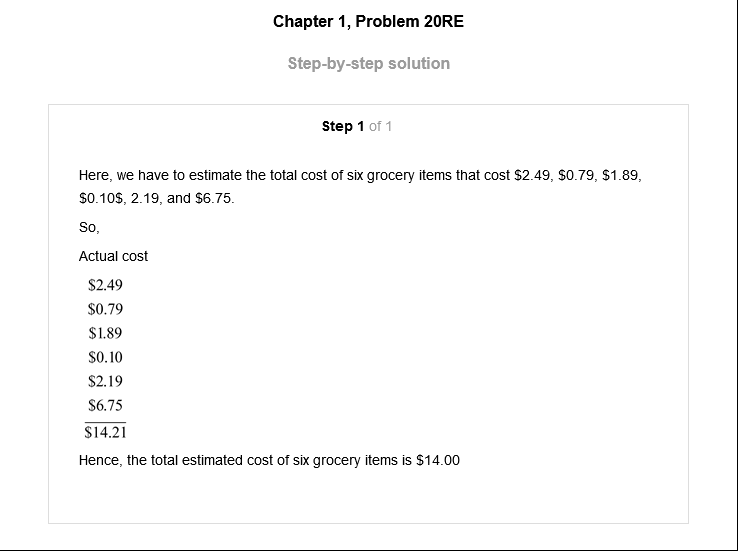 Chapter 1, Problem 20RE
Step-by-step solution
Step 1 of 1
Here, we have to estimate the total cost of six grocery items that cost $2.49, $0.79, $1.89,
$0.10$, 2.19, and $6.75.
So,
Actual cost
$2.49
$0.79
$1.89
$0.10
$2.19
$6.75
$14.21
Hence, the total estimated cost of six grocery items is $14.00